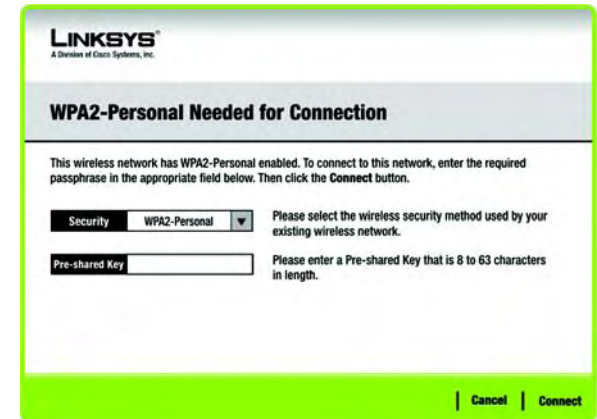 LINKSYS®
A Division of Cisco Systems, Inc.
WPA2-Personal Needed for Connection
This wireless network has WPA2-Personal enabled. To connect to this network, enter the required
passphrase in the appropriate field below. Then click the Connect button.
Security WPA2-Personal
Please select the wireless security method used by your
existing wireless network.
Pre-shared Key
Please enter a Pre-shared Key that is 8 to 63 characters
in length.
Cancel | Connect